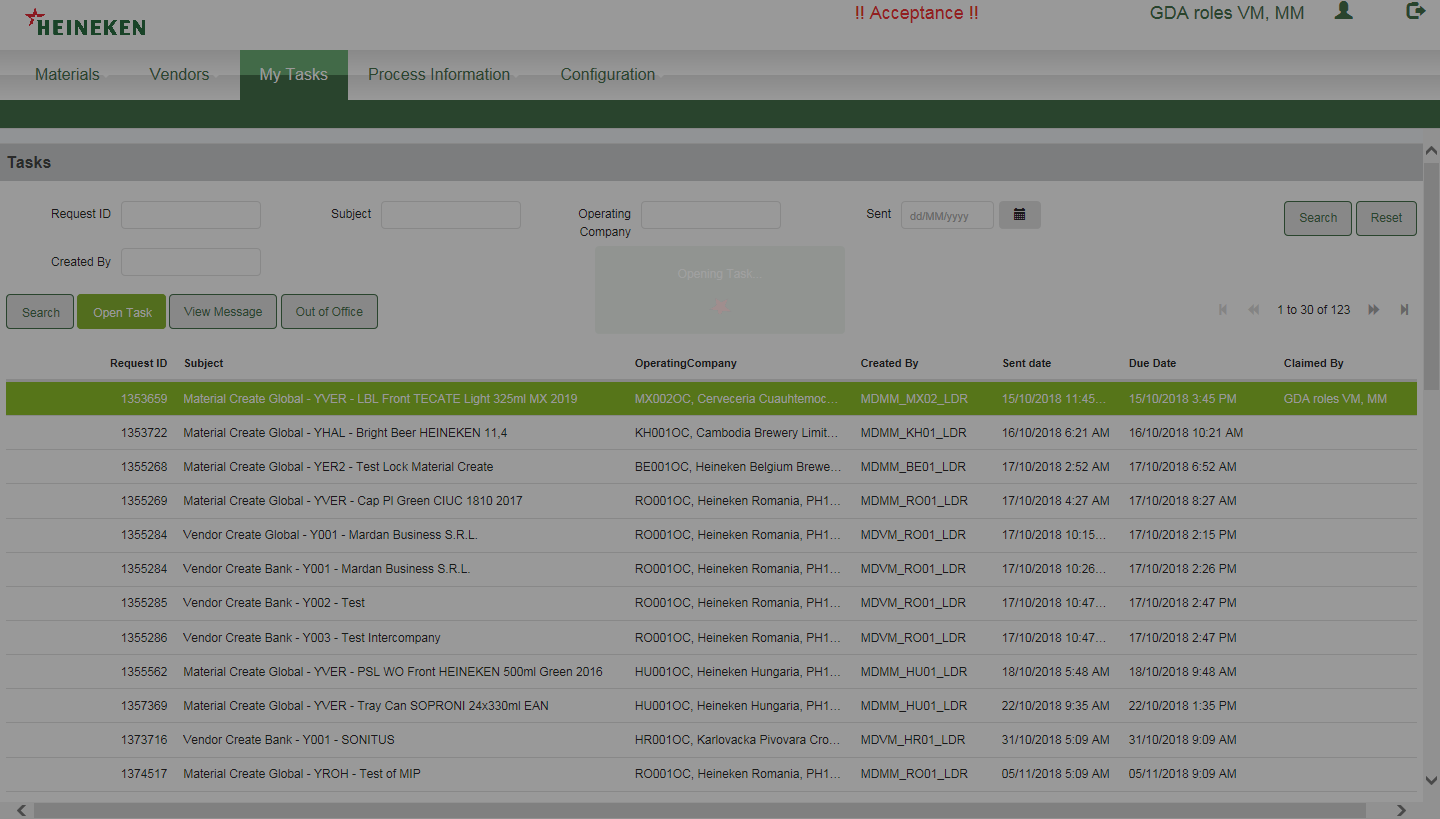 HEINEKEN
!! Acceptance !!
GDA roles VM, MM
Materials
Vendors
My Tasks
Process Information
Configuration
Tasks
Request ID
Subject
Operating Company
Sent
dd/MM/yyyy
Search
Reset
Created By
Opening Task...
Search
Open Task
View Message
Out of Office
1 to 30 of 123
Request ID Subject OperatingCompany Created By Sent date Due Date Claimed By
1353659 Material Create Global - YVER - LBL Front TECATE Light 325ml MX 2019 MX002OC, Cerveceria Cuauhtemoc... MDMM_MX02_LDR 15/10/2018 11:45... 15/10/2018 3:45 PM GDA roles VM, MM
1353722 Material Create Global - YHAL - Bright Beer HEINEKEN 11,4 KH001OC, Cambodia Brewery Limit... MDMM_KH01_LDR 16/10/2018 6:21 AM 16/10/2018 10:21 AM
1355268 Material Create Global - YER2 - Test Lock Material Create BE001OC, Heineken Belgium Brewe... MDMM_BE01_LDR 17/10/2018 2:52 AM 17/10/2018 6:52 AM
1355269 Material Create Global - YVER - Cap Pl Green CIUC 1810 2017 RO001OC, Heineken Romania, PH1... MDMM_RO01_LDR 17/10/2018 4:27 AM 17/10/2018 8:27 AM
1355284 Vendor Create Global - Y001 - Mardan Business S.R.L. RO001OC, Heineken Romania, PH1... MDVM_RO01_LDR 17/10/2018 10:15... 17/10/2018 2:15 PM
1355284 Vendor Create Bank - Y001 - Mardan Business S.R.L. RO001OC, Heineken Romania, PH1... MDVM_RO01_LDR 17/10/2018 10:26... 17/10/2018 2:26 PM
1355285 Vendor Create Bank - Y002 - Test RO001OC, Heineken Romania, PH1... MDVM_RO01_LDR 17/10/2018 10:47... 17/10/2018 2:47 PM
1355286 Vendor Create Bank - Y003 - Test Intercompany RO001OC, Heineken Romania, PH1... MDVM_RO01_LDR 17/10/2018 10:47... 17/10/2018 2:47 PM
1355562 Material Create Global - YVER - PSL WO Front HEINEKEN 500ml Green 2016 HU001OC, Heineken Hungaria, PH1... MDMM_HU01_LDR 18/10/2018 5:48 AM 18/10/2018 9:48 AM
1357369 Material Create Global - YVER - Tray Can SOPRONI 24x330ml EAN HU001OC, Heineken Hungaria, PH1... MDMM_HU01_LDR 22/10/2018 9:35 AM 22/10/2018 1:35 PM
1373716 Vendor Create Bank - Y001 - SONITUS HR001OC, Karlovacka Pivovara Cro... MDVM_HR01_LDR 31/10/2018 5:09 AM 31/10/2018 9:09 AM
1374517 Material Create Global - YROH - Test of MIP RO001OC, Heineken Romania, PH1... MDMM_RO01_LDR 05/11/2018 5:09 AM 05/11/2018 9:09 AM